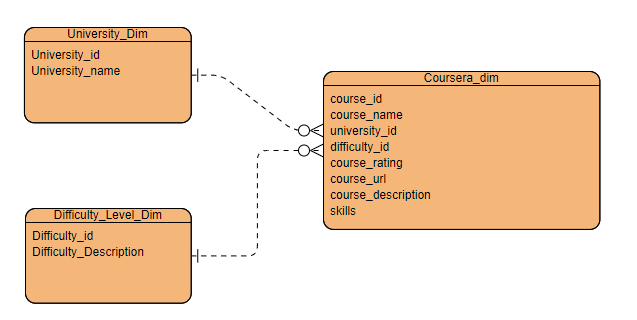 University_Dim
University_id
University_name
Coursera_dim
course_id
course_name
university_id
difficulty_id
course_rating
course_url
course_description
skills
Difficulty_Level_Dim
Difficulty_id
Difficulty_Description